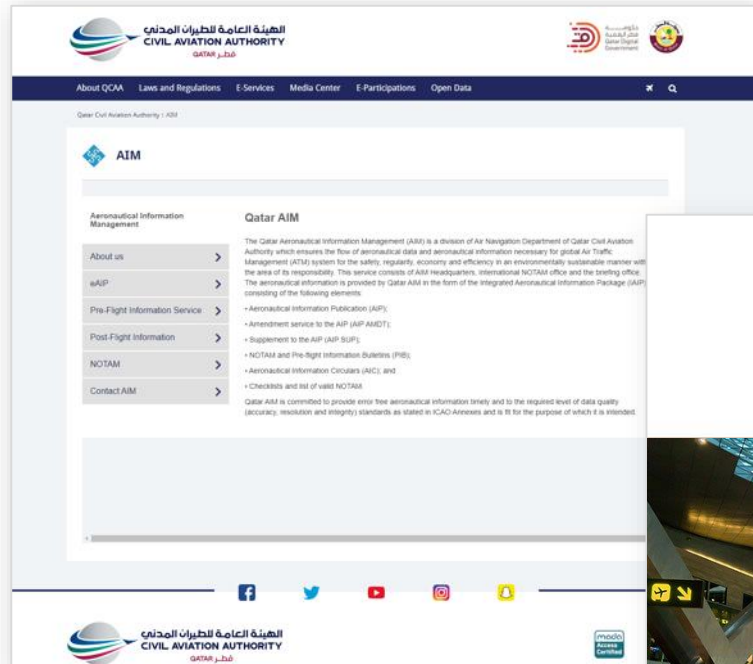 الهيئة العامة للطيران المدني
CIVIL AVIATION AUTHORITY
QATAR قطر
حكومة
قطر الرقمية
Qatar Digital
Government
About QCAA Laws and Regulations E-Services Media Center E-Participations Open Data
Qatar Civil Aviation Authority : AIM
AIM
Aeronautical Information
Management
About us
eAIP
Pre-Flight Information Service
Post-Flight Information
NOTAM
Contact AIM
Qatar AIM
The Qatar Aeronautical Information Management (AIM) is a division of Air Navigation Department of Qatar Civil Aviation
Authority which ensures the flow of aeronautical data and aeronautical information necessary for global Air Traffic
Management (ATM) system for the safety, regularity, economy and efficiency in an environmentally sustainable manner with
the area of its responsibility. This service consists of AIM Headquarters, International NOTAM office and the briefing office.
The aeronautical information is provided by Qatar AIM in the form of the Integrated Aeronautical Information Package (IAIP)
consisting of the following elements:
• Aeronautical Information Publication (AIP);
• Amendment service to the AIP (AIP AMDT);
• Supplement to the AIP (AIP SUP);
• NOTAM and Pre-flight Information Bulletins (PIB);
• Aeronautical Information Circulars (AIC); and
• Checklists and list of valid NOTAM.
Qatar AIM is committed to provide error free aeronautical information timely and to the required level of data quality
(accuracy, resolution and integrity) standards as stated in ICAO Annexes and is fit for the purpose of which it is intended.
الهيئة العامة للطيران المدني
CIVIL AVIATION AUTHORITY
QATAR قطر
mada
Access
Certified